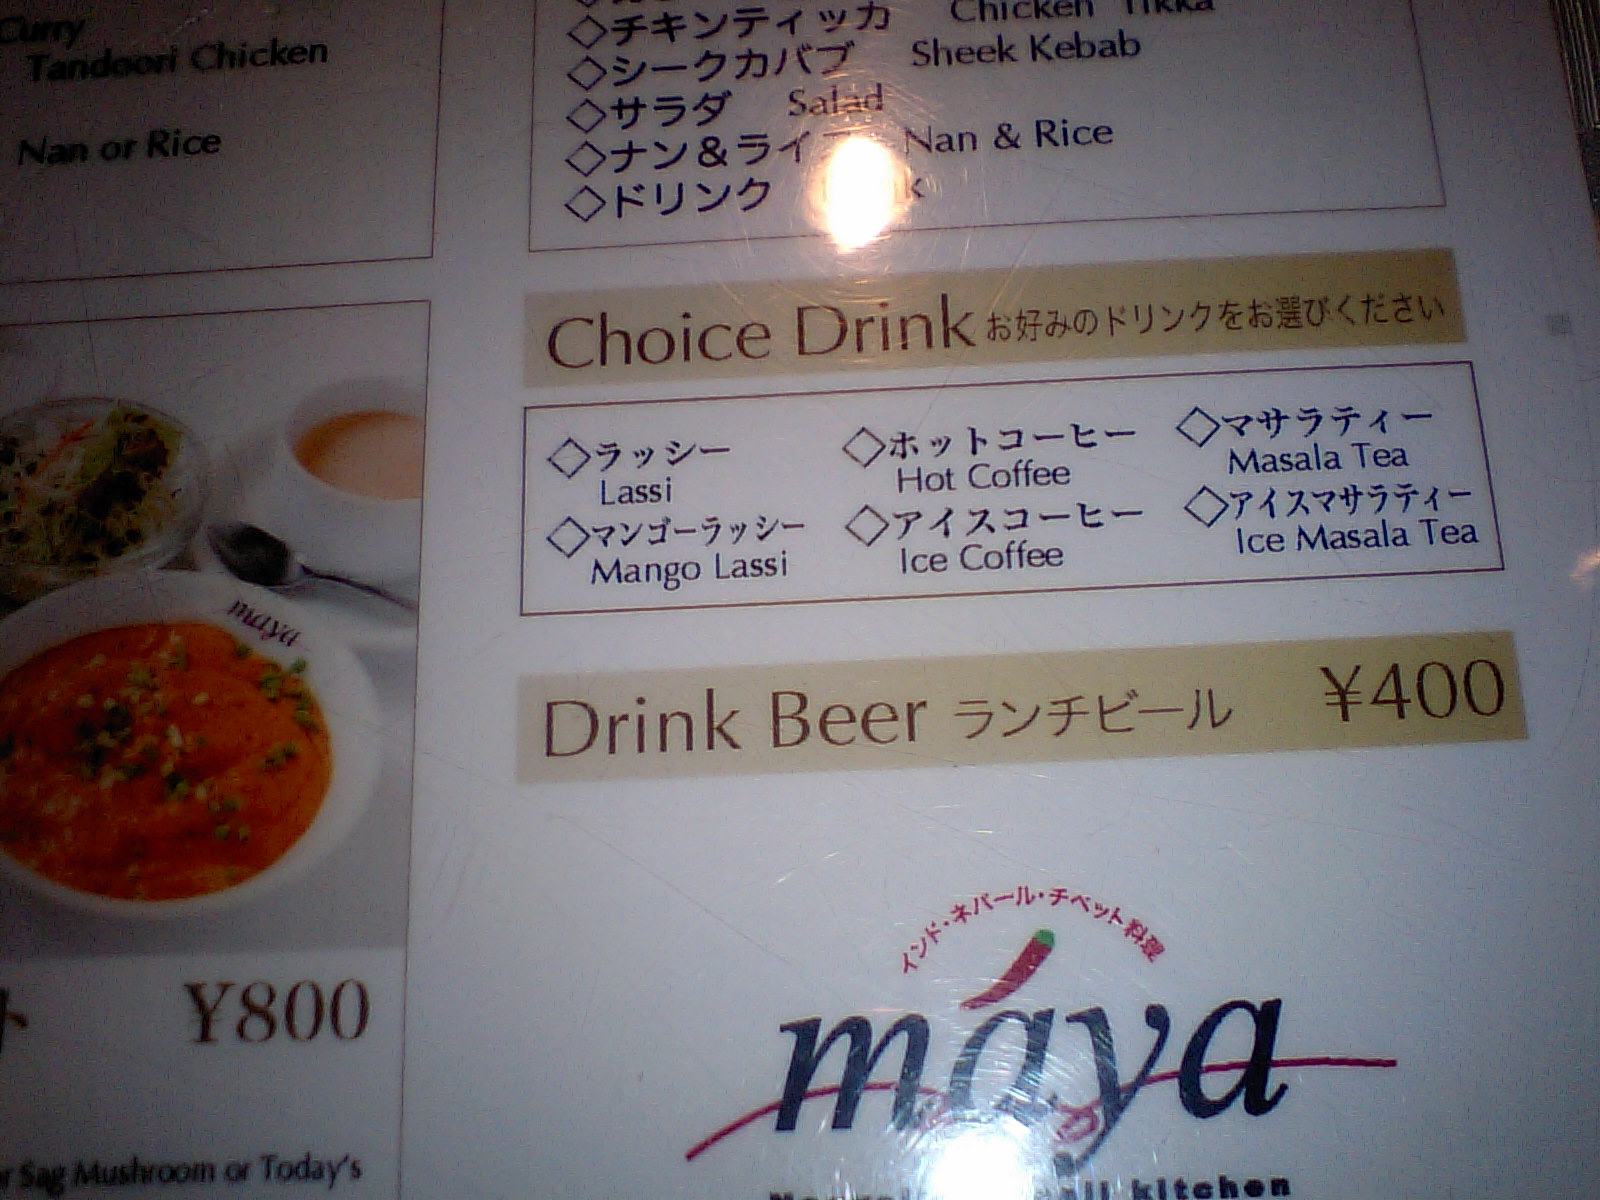 Curry
Tandoori Chicken
Nan or Rice
◇チキンティッカ Chicken Tikka
◇シークカバブ Sheek Kebab
◇サラダ Salad
◇ナン&ライ Nan & Rice
◇ドリンク
Choice Drink お好みのドリンクをお選びください
◇ラッシー
Lassi
◇マンゴーラッシー
Mango Lassi
◇ホットコーヒー
Hot Coffee
◇アイスコーヒー
Ice Coffee
◇マサラティー
Masala Tea
◇アイスマサラティー
Ice Masala Tea
Drink Beer ランチビール ¥400
maya
¥800
Sag Mushroom or Today's
インド・ネパール・チベット料理
maya
kitchen